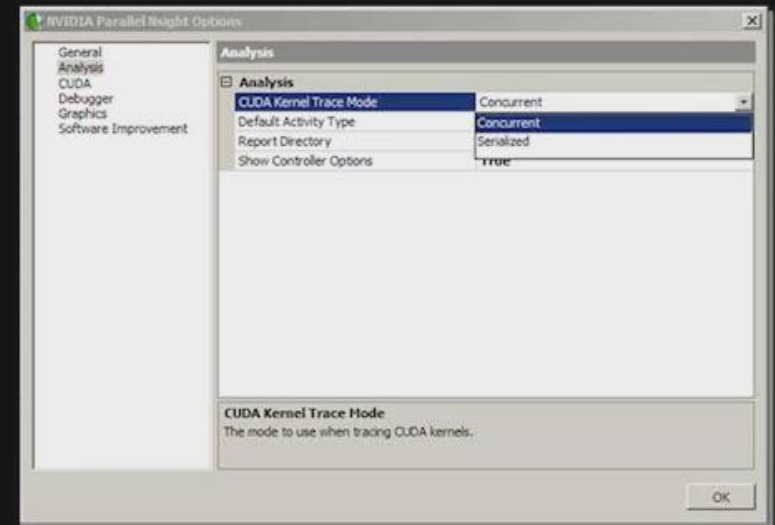 NVIDIA Parallel Nsight Options
General
Analysis
CUDA
Debugger
Graphics
Software Improvement
Analysis
Analysis
CUDA Kernel Trace Mode Concurrent
Default Activity Type Concurrent
Report Directory Serialized
Show Controller Options True
CUDA Kernel Trace Mode
The mode to use when tracing CUDA kernels.
OK